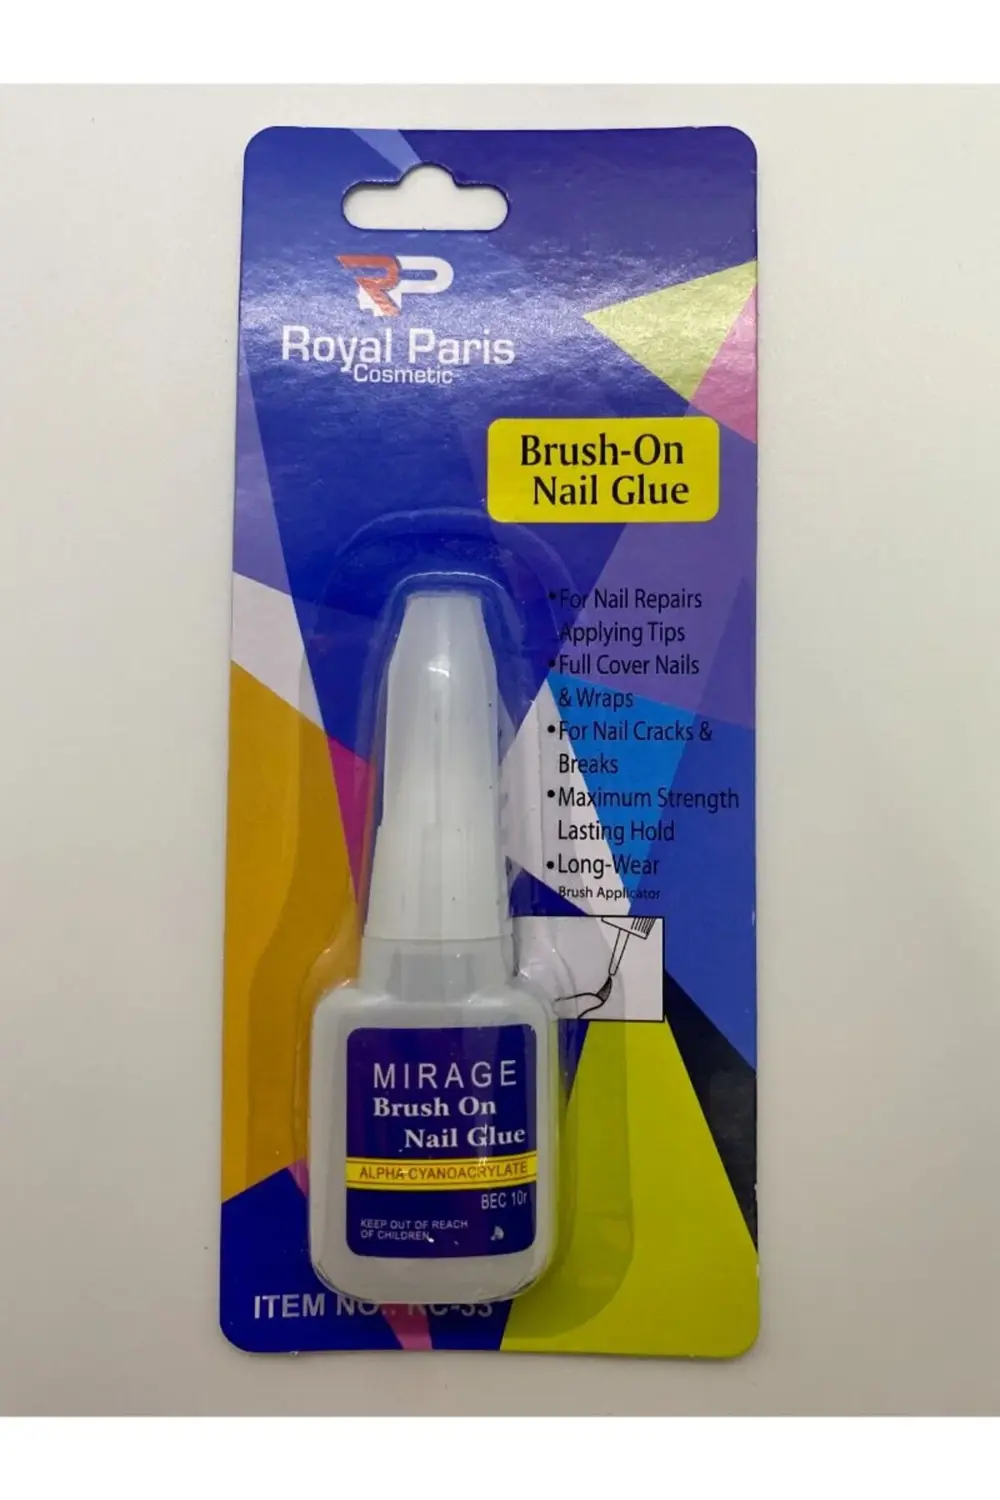 RP
Royal Paris
Cosmetic
Brush-On
Nail Glue
•For Nail Repairs
Applying Tips
•Full Cover Nails
& Wraps
•For Nail Cracks &
Breaks
•Maximum Strength
Lasting Hold
•Long-Wear
Brush Applicator
MIRAGE
Brush On
Nail Glue
ALPHA CYANOACRYLATE
BEC 10r
KEEP OUT OF REACH
OF CHILDREN
ITEM NO.: RC-33